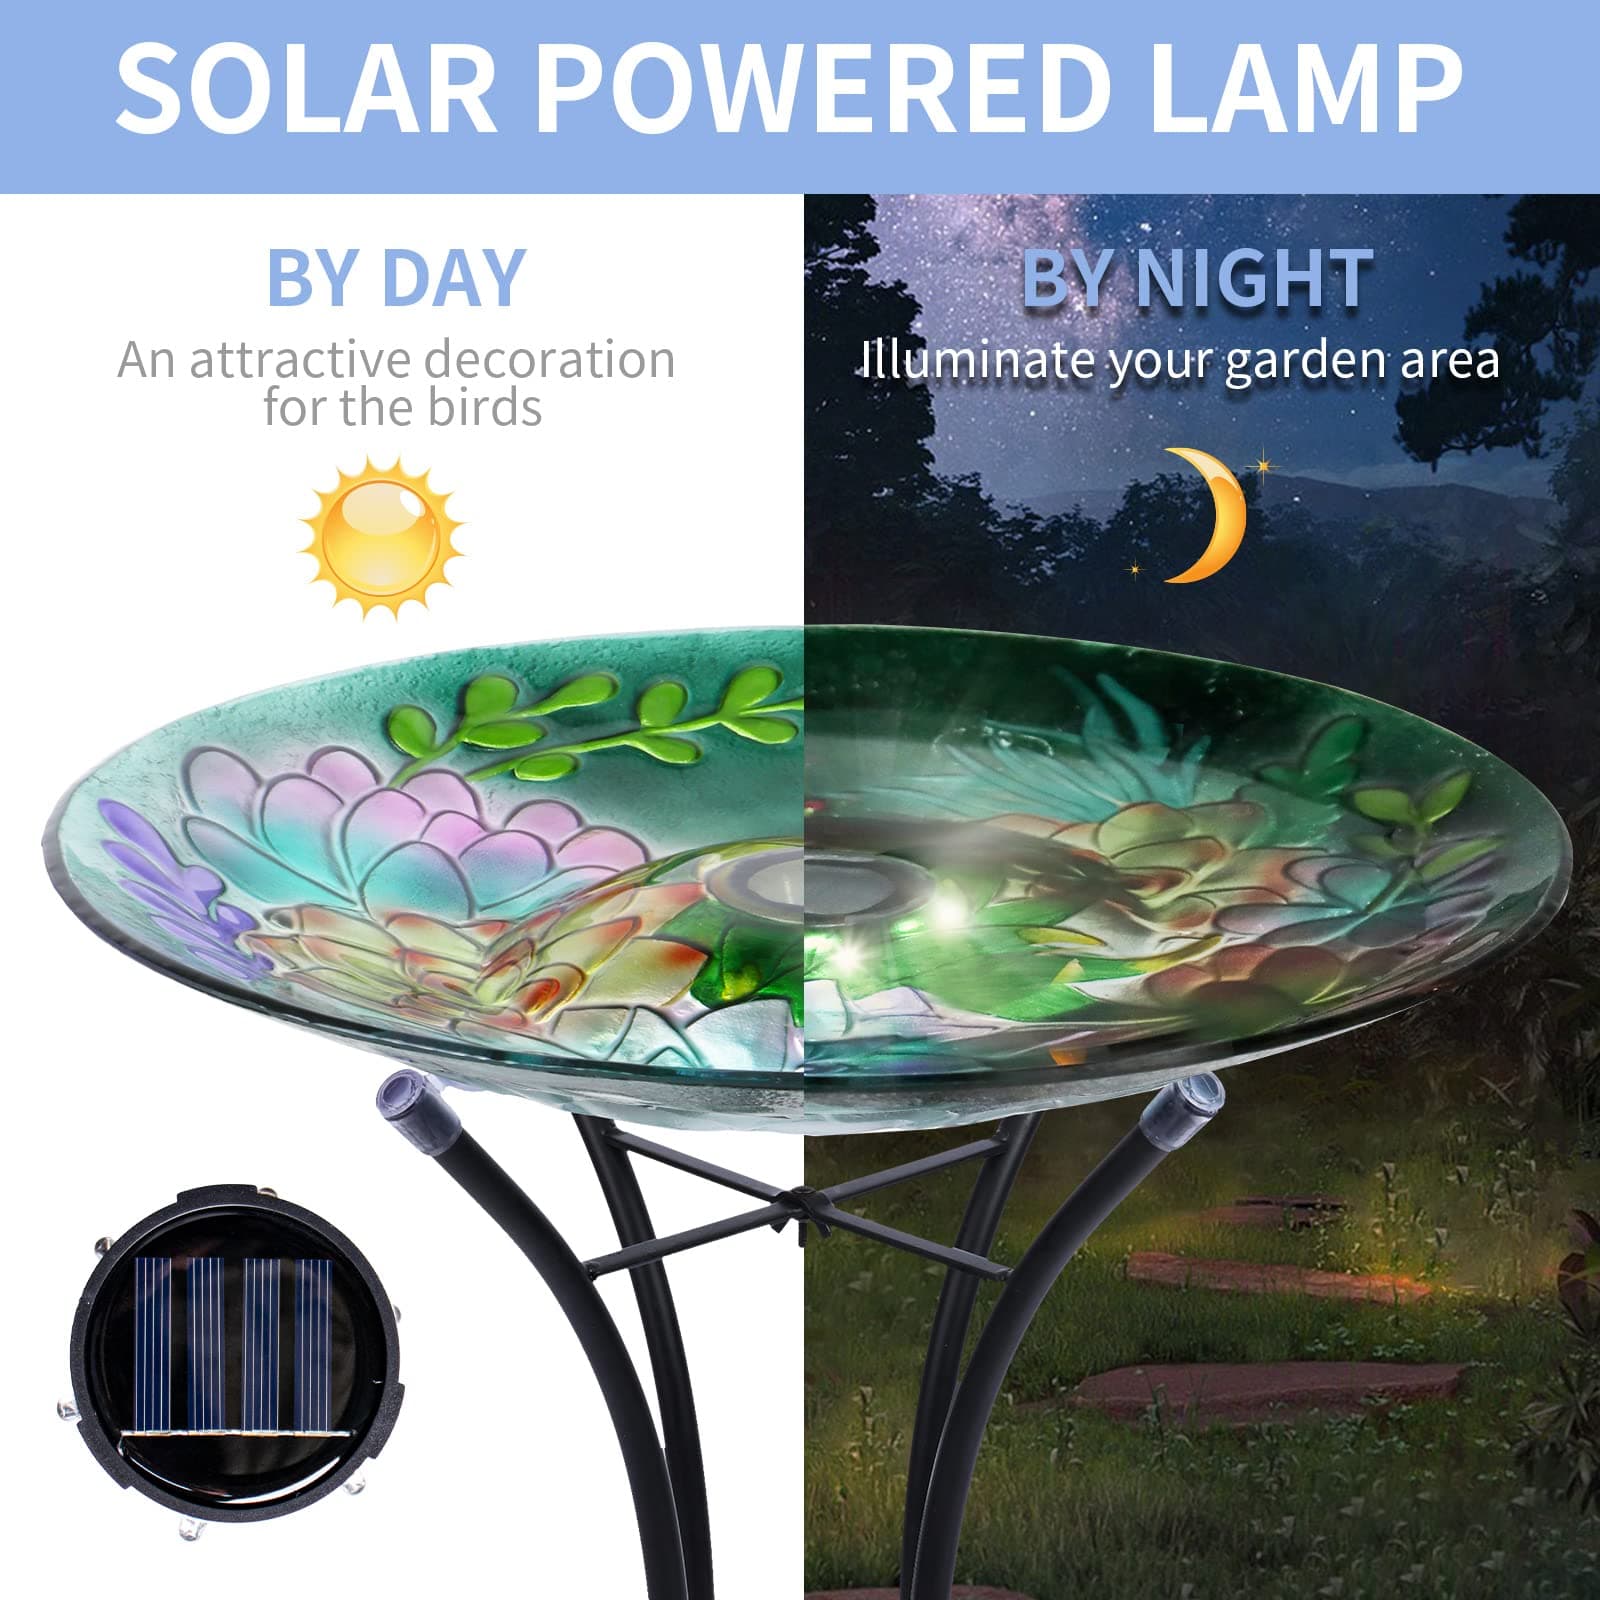 SOLAR POWERED LAMP
BY DAY
An attractive decoration
for the birds
BY NIGHT
Illuminate your garden area